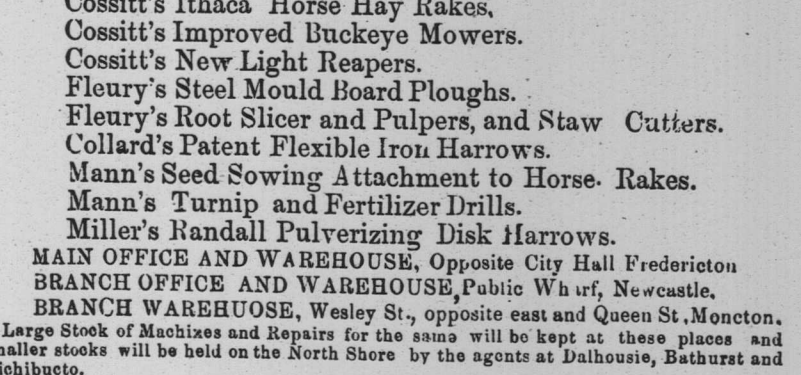 Cossitt's Ithaca Horse Hay Rakes,
Cossitt's Improved Buckeye Mowers.
Cossitt's New Light Reapers.
Fleury's Steel Mould Board Ploughs.
Fleury's Root Slicer and Pulpers, and Staw Cutters.
Collard's Patent Flexible Iron Harrows.
Mann's Seed Sowing Attachment to Horse Rakes.
Mann's Turnip and Fertilizer Drills.
Miller's Randall Pulverizing Disk Harrows.
MAIN OFFICE AND WAREHOUSE, Opposite City Hall Fredericton
BRANCH OFFICE AND WAREHOUSE, Public Wharf, Newcastle.
BRANCH WAREHUOSE, Wesley St., opposite east and Queen St, Moncton.
Large Stock of Machixes and Repairs for the same will be kept at these places and
maller stocks will be held on the North Shore by the agents at Dalhousie, Bathurst and
ichibucto.